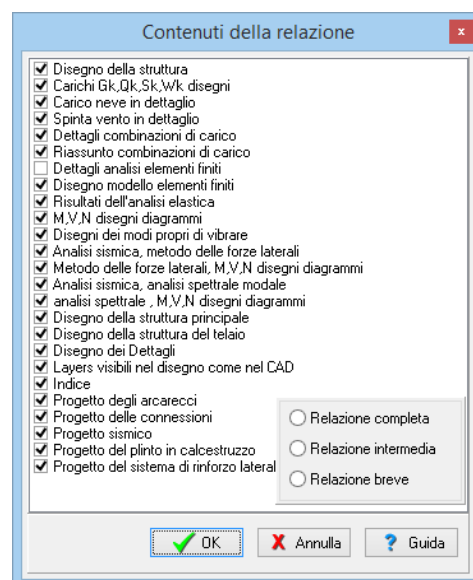 Contenuti della relazione
x
Disegno della struttura
Carichi Gk,Qk,Sk,Wk disegni
Carico neve in dettaglio
Spinta vento in dettaglio
Dettagli combinazioni di carico
Riassunto combinazioni di carico
Dettagli analisi elementi finiti
Disegno modello elementi finiti
Risultati dell'analisi elastica
M,V,N disegni diagrammi
Disegni dei modi propri di vibrare
Analisi sismica, metodo delle forze laterali
Metodo delle forze laterali, M,V,N disegni diagrammi
Analisi sismica, analisi spettrale modale
analisi spettrale , M,V,N disegni diagrammi
Disegno della struttura principale
Disegno della struttura del telaio
Disegno dei Dettagli
Layers visibili nel disegno come nel CAD
Indice
Progetto degli arcarecci
Progetto delle connessioni
Progetto sismico
Progetto del plinto in calcestruzzo
Progetto del sistema di rinforzo lateral
Relazione completa
Relazione intermedia
Relazione breve
OK
Annulla
? Guida